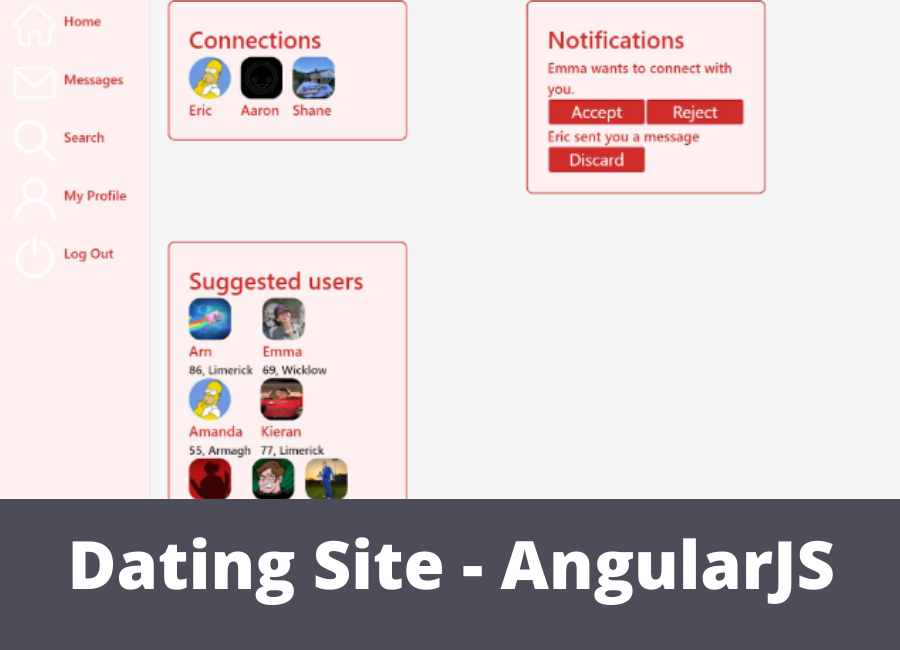 Home
Messages
Search
My Profile
Log Out
Connections
Eric Aaron Shane
Notifications
Emma wants to connect with
you.
Accept Reject
Eric sent you a message
Discard
Suggested users
Arn Emma
86, Limerick 69, Wicklow
Amanda Kieran
55, Armagh 77, Limerick
Dating Site - AngularJS